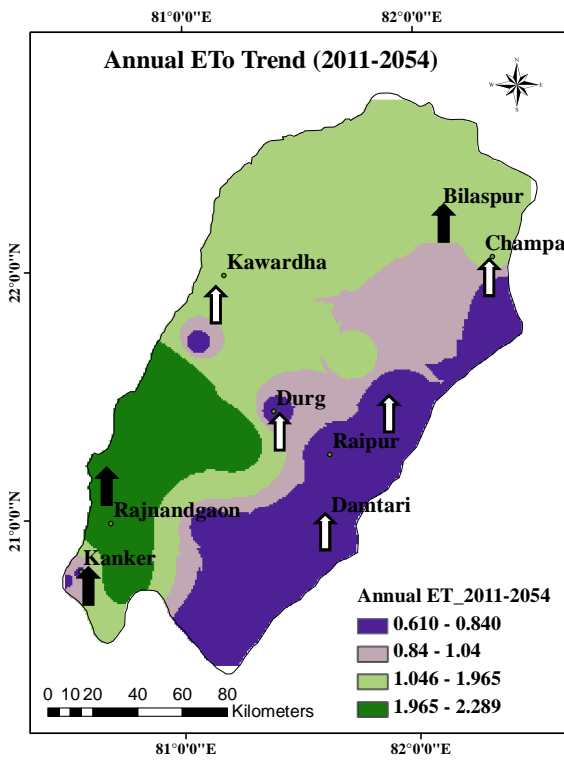 81°0'0"E 82°0'0"E
Annual ETo Trend (2011-2054)
N
W E
S
Bilaspur
Champa
Kawardha
22°0'0"N
Durg
Raipur
Rajnandgaon
Damtari
21°0'0"N
Kanker
Annual ET_2011-2054
0.610 - 0.840
0.84 - 1.04
1.046 - 1.965
1.965 - 2.289
0 10 20 40 60 80
Kilometers
81°0'0"E 82°0'0"E